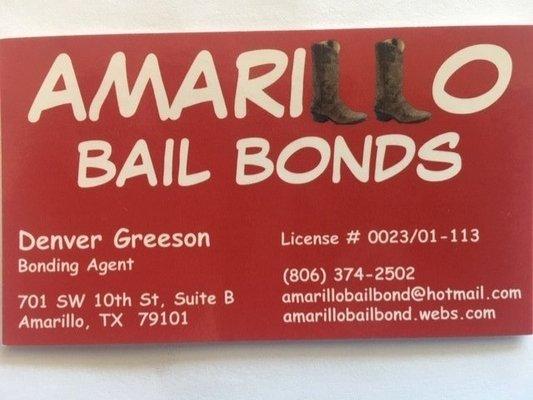 AMARILLO
BAIL BONDS
Denver Greeson
Bonding Agent
701 SW 10th St, Suite B
Amarillo, TX 79101
License # 0023/01-113
(806) 374-2502
amarillobailbond@hotmail.com
amarillobailbond.webs.com